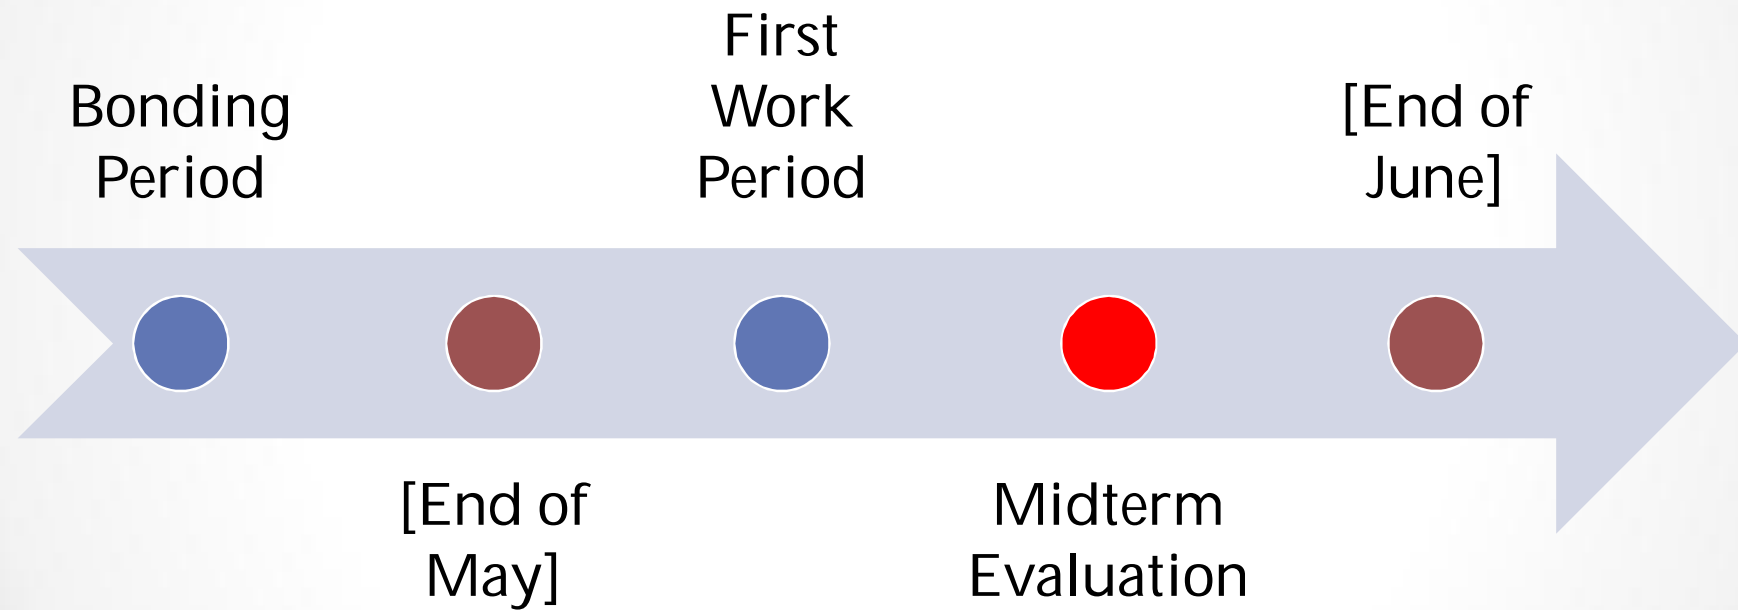 Bonding
Period
[End of
May]
First
Work
Period
Midterm
Evaluation
[End of
June]